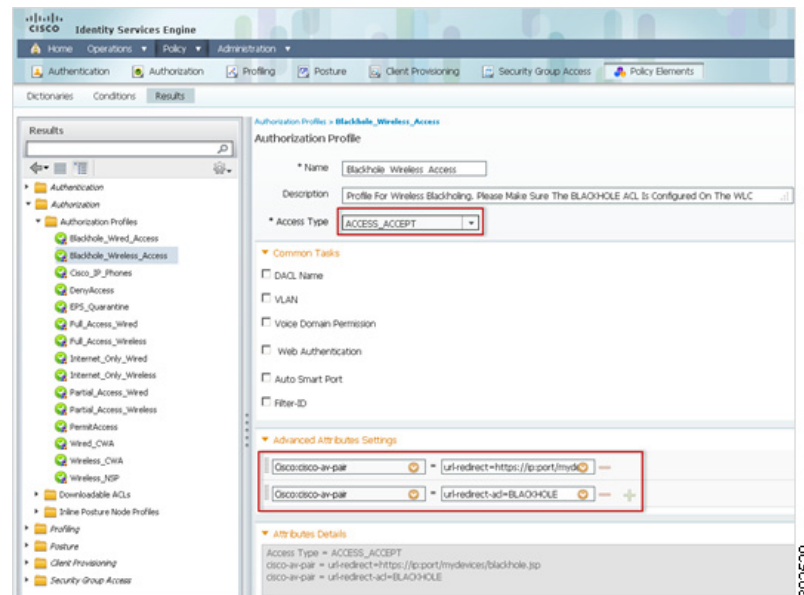 CISCO Identity Services Engine
Home Operations Policy Administration
Authentication Authorization Profiling Posture Client Provisioning Security Group Access Policy Elements
Dictionaries Conditions Results
Results
Authentication
Authorization
Authorization Profiles
Blackhole_Wired_Access
Blackhole_Wireless_Access
Cisco_IP_Phones
DenyAccess
EPS_Quarantine
Full_Access_Wired
Full_Access_Wireless
Internet_Only_Wired
Internet_Only_Wireless
Partial_Access_Wired
Partial_Access_Wireless
PermitAccess
Wired_CWA
Wireless_CWA
Wireless_NSP
Downloadable ACLs
Inline Posture Node Profiles
Profiling
Posture
Client Provisioning
Security Group Access
Authorization Profiles > Blackhole_Wireless_Access
Authorization Profile
* Name Blackhole_Wireless_Access
Description Profile For Wireless Blackholing. Please Make Sure The BLACKHOLE ACL Is Configured On The WLC
* Access Type ACCESS_ACCEPT
Common Tasks
DACL Name
VLAN
Voice Domain Permission
Web Authentication
Auto Smart Port
Filter-ID
Advanced Attributes Settings
Cisco:cisco-av-pair = url-redirect=https://ip:port/myde
Cisco:cisco-av-pair = url-redirect-acl=BLACKHOLE
Attributes Details
Access Type = ACCESS_ACCEPT
cisco-av-pair = url-redirect=https://ip:port/mydevices/blackhole.jsp
cisco-av-pair = url-redirect-acl=BLACKHOLE